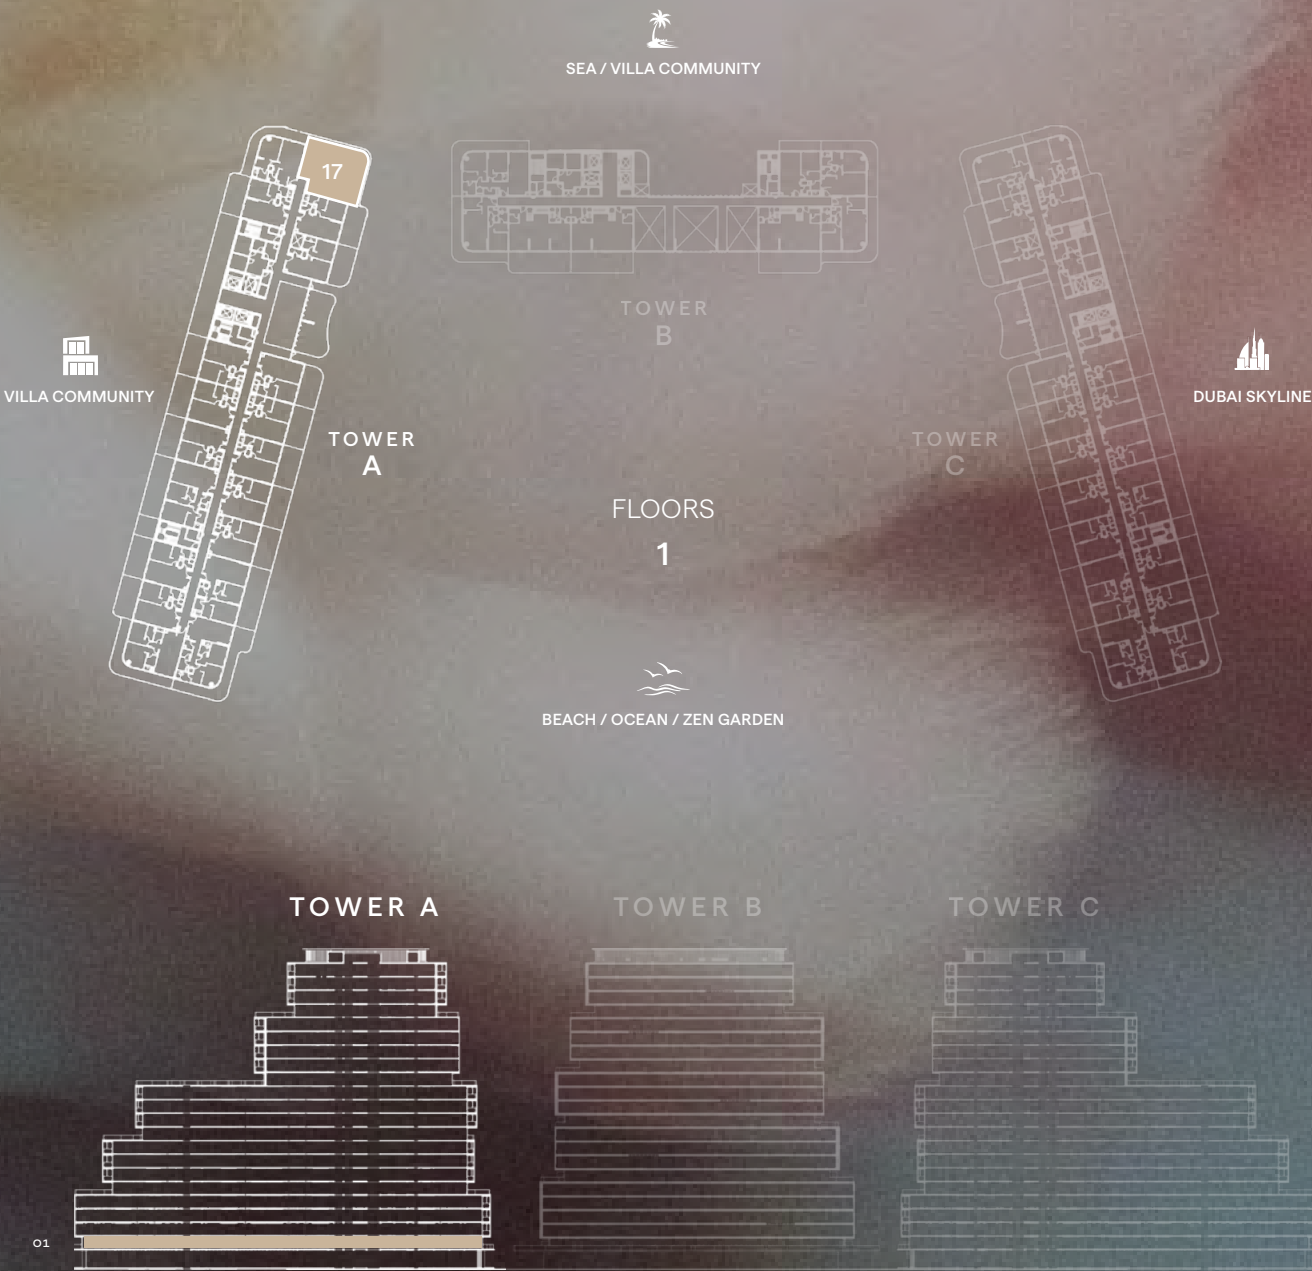 SEA / VILLA COMMUNITY
17
TOWER
B
VILLA COMMUNITY
DUBAI SKYLINE
TOWER
A
TOWER
C
FLOORS
1
BEACH / OCEAN / ZEN GARDEN
TOWER A
TOWER B
TOWER C
01